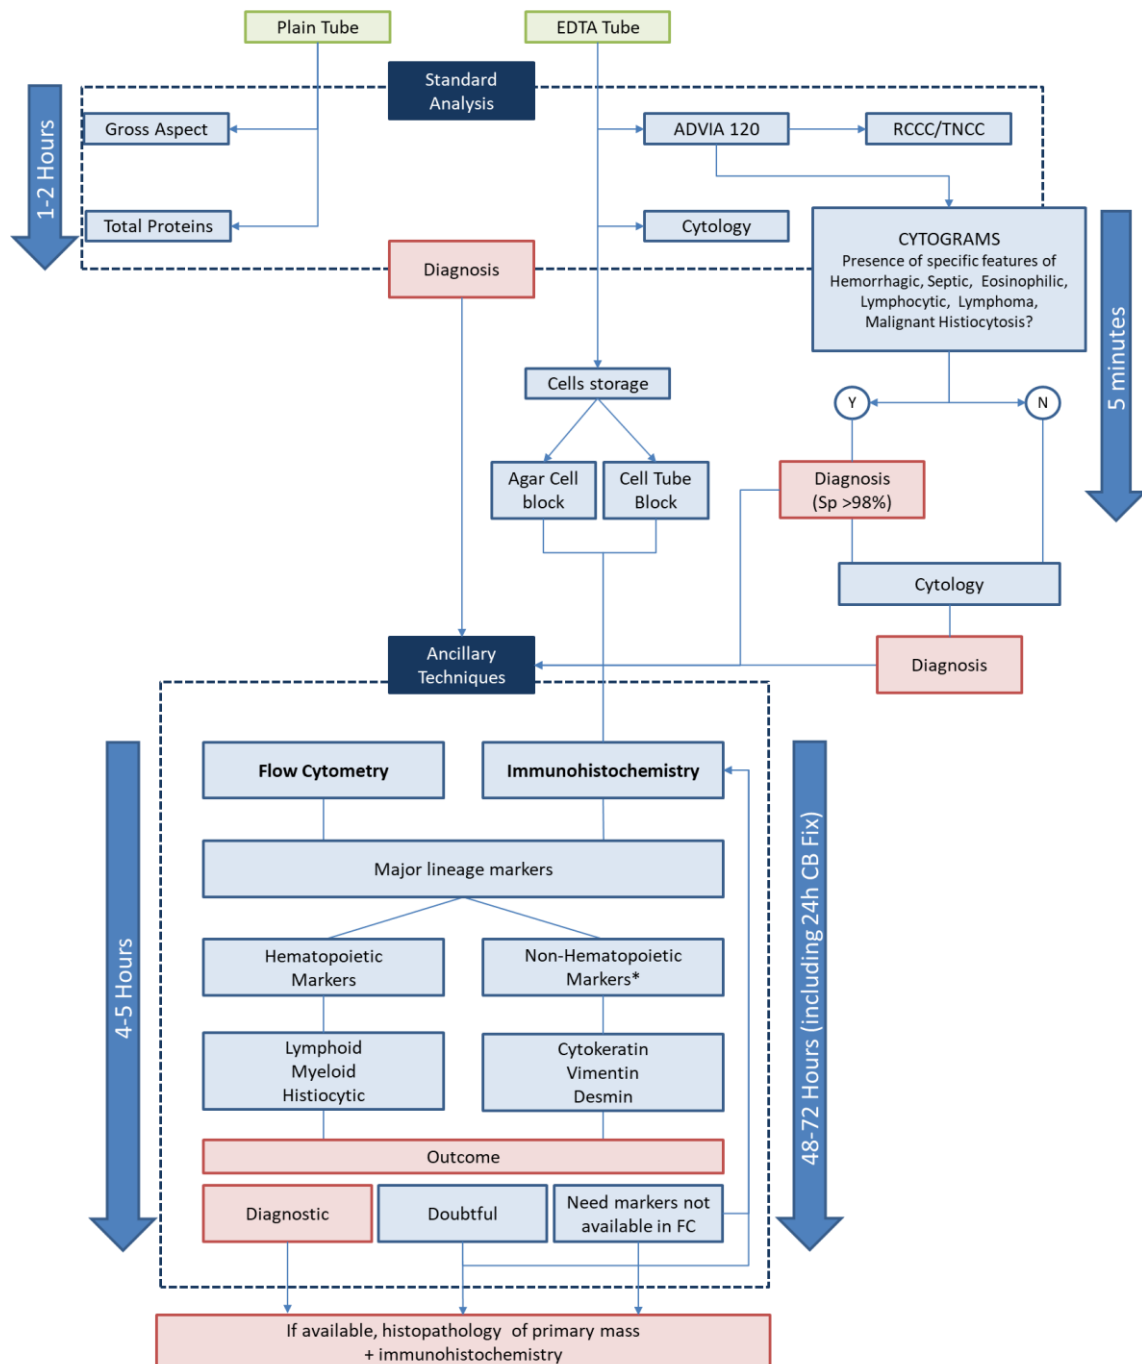 Plain Tube
EDTA Tube
Standard
Analysis
1-2 Hours
Gross Aspect
ADVIA 120
RCCC/TNCC
Total Proteins
Cytology
Diagnosis
CYTOGRAMS
Presence of specific features of
Hemorrhagic, Septic, Eosinophilic,
Lymphocytic, Lymphoma,
Malignant Histiocytosis?
5 minutes
Cells storage
Y
N
Agar Cell
block
Cell Tube
Block
Diagnosis
(Sp >98%)
Cytology
Ancillary
Techniques
Diagnosis
4-5 Hours
48-72 Hours (including 24h CB Fix)
Flow Cytometry
Immunohistochemistry
Major lineage markers
Hematopoietic
Markers
Non-Hematopoietic
Markers*
Lymphoid
Myeloid
Histiocytic
Cytokeratin
Vimentin
Desmin
Outcome
Diagnostic
Doubtful
Need markers not
available in FC
If available, histopathology of primary mass
+ immunohistochemistry